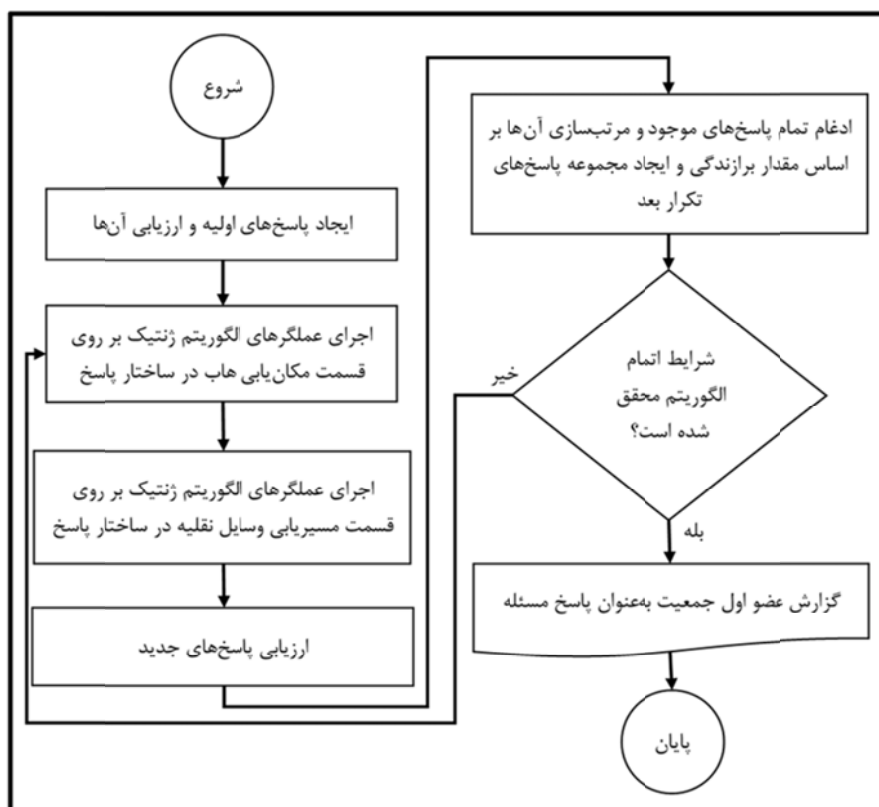 شروع
ایجاد پاسخ‌های اولیه و ارزیابی آن‌ها
اجرای عملگرهای الگوریتم ژنتیک بر روی
قسمت مکان‌یابی هاب در ساختار پاسخ
اجرای عملگرهای الگوریتم ژنتیک بر روی
قسمت مسیریابی وسایل نقلیه در ساختار پاسخ
ارزیابی پاسخ‌های جدید
ادغام تمام پاسخ‌های موجود و مرتب‌سازی آن‌ها بر
اساس مقدار برازندگی و ایجاد مجموعه پاسخ‌های
تکرار بعد
شرایط اتمام
الگوریتم محقق
شده است؟
خیر
بله
گزارش عضو اول جمعیت به‌عنوان پاسخ مسئله
پایان